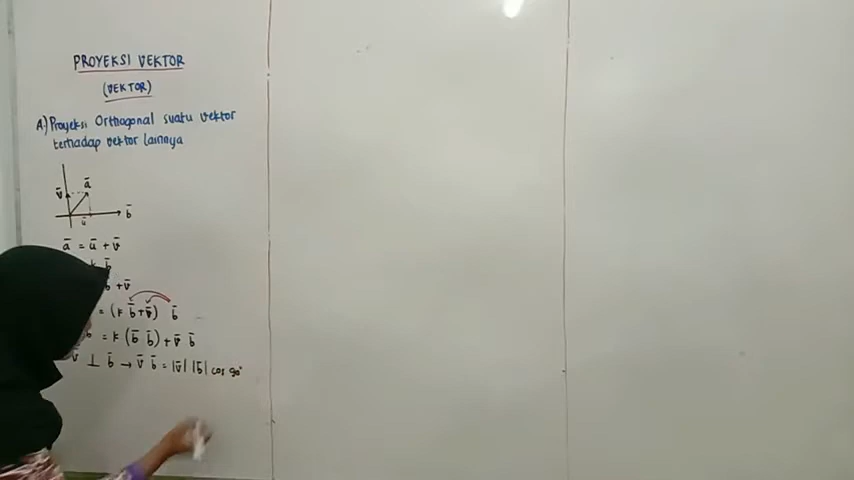 PROYEKSI VEKTOR
(VEKTOR)
A) Proyeksi Orthogonal suatu vektor
terhadap vektor lainnya
v̄ ā
ū b̄
ā = ū + v̄
b̄
b̄ + v̄
= (k b̄ + v̄) b̄
b̄ = k (b̄ b̄) + v̄ b̄
v̄ ⊥ b̄ → v̄ b̄ = |v̄| |b̄| cos 90°